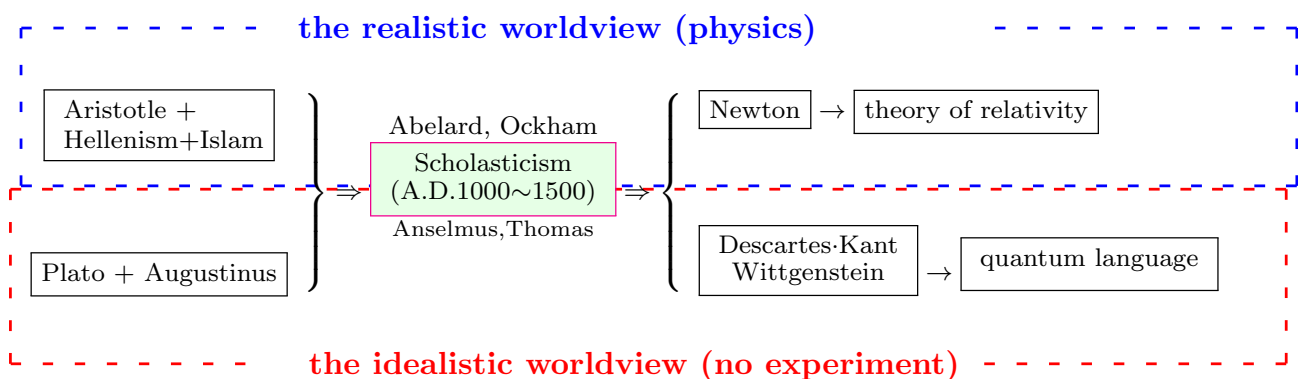 the realistic worldview (physics)
Aristotle +
Hellenism+Islam
Plato + Augustinus
⇒
Abelard, Ockham
Scholasticism
(A.D.1000~1500)
Anselmus,Thomas
⇒
Newton → theory of relativity
Descartes·Kant
Wittgenstein → quantum language
the idealistic worldview (no experiment)